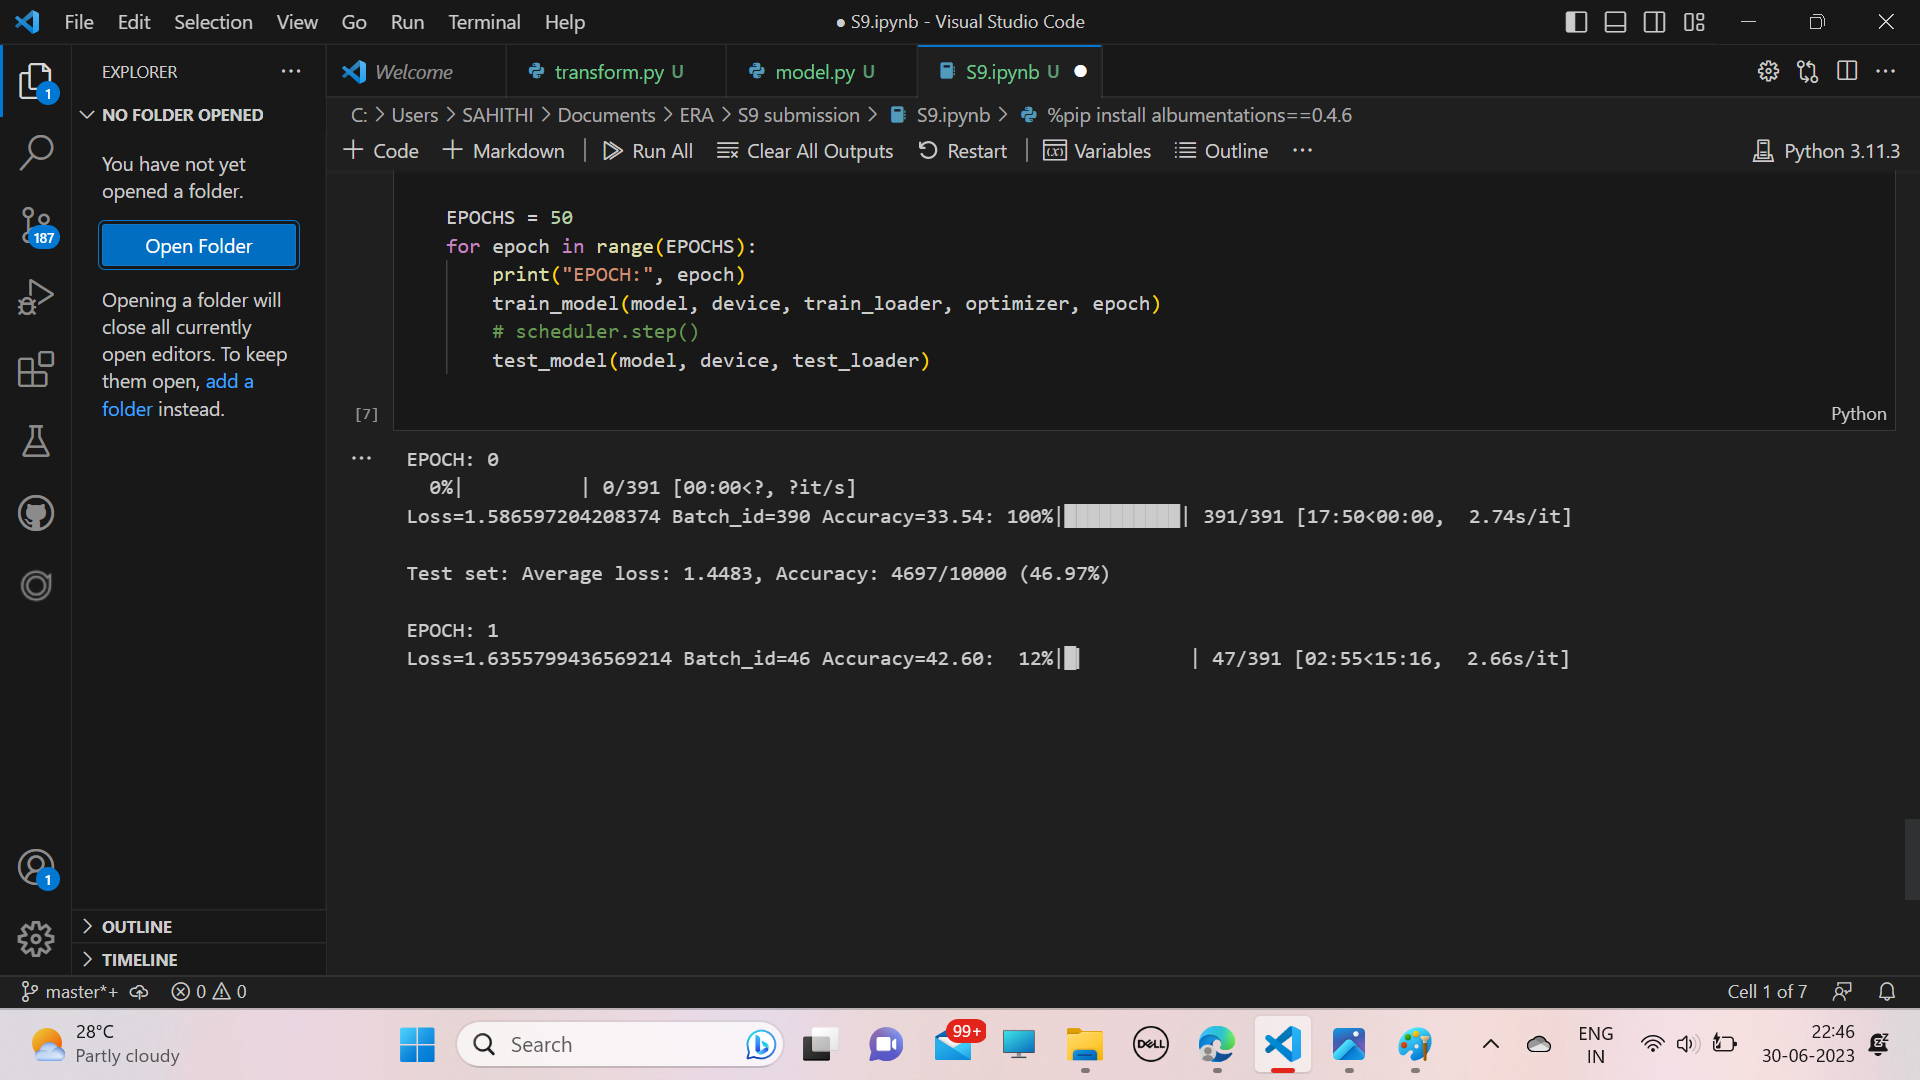 File Edit Selection View Go Run Terminal Help
● S9.ipynb - Visual Studio Code
EXPLORER
NO FOLDER OPENED
You have not yet
opened a folder.
Open Folder
Opening a folder will
close all currently
open editors. To keep
them open, add a
folder instead.
OUTLINE
TIMELINE
1
187
1
Welcome transform.py U model.py U S9.ipynb U ●
C: > Users > SAHITHI > Documents > ERA > S9 submission > S9.ipynb > %pip install albumentations==0.4.6
+ Code + Markdown Run All Clear All Outputs Restart Variables Outline ··· Python 3.11.3
EPOCHS = 50
for epoch in range(EPOCHS):
    print("EPOCH:", epoch)
    train_model(model, device, train_loader, optimizer, epoch)
    # scheduler.step()
    test_model(model, device, test_loader)
[7]
Python
EPOCH: 0
  0%|          | 0/391 [00:00<?, ?it/s]
Loss=1.586597204208374 Batch_id=390 Accuracy=33.54: 100%|██████████| 391/391 [17:50<00:00,  2.74s/it]
Test set: Average loss: 1.4483, Accuracy: 4697/10000 (46.97%)
EPOCH: 1
Loss=1.6355799436569214 Batch_id=46 Accuracy=42.60:  12%|█▏         | 47/391 [02:55<15:16,  2.66s/it]
master*+ 0 0
Cell 1 of 7
28°C
Partly cloudy
Search
99+
DELL
ENG
IN
22:46
30-06-2023